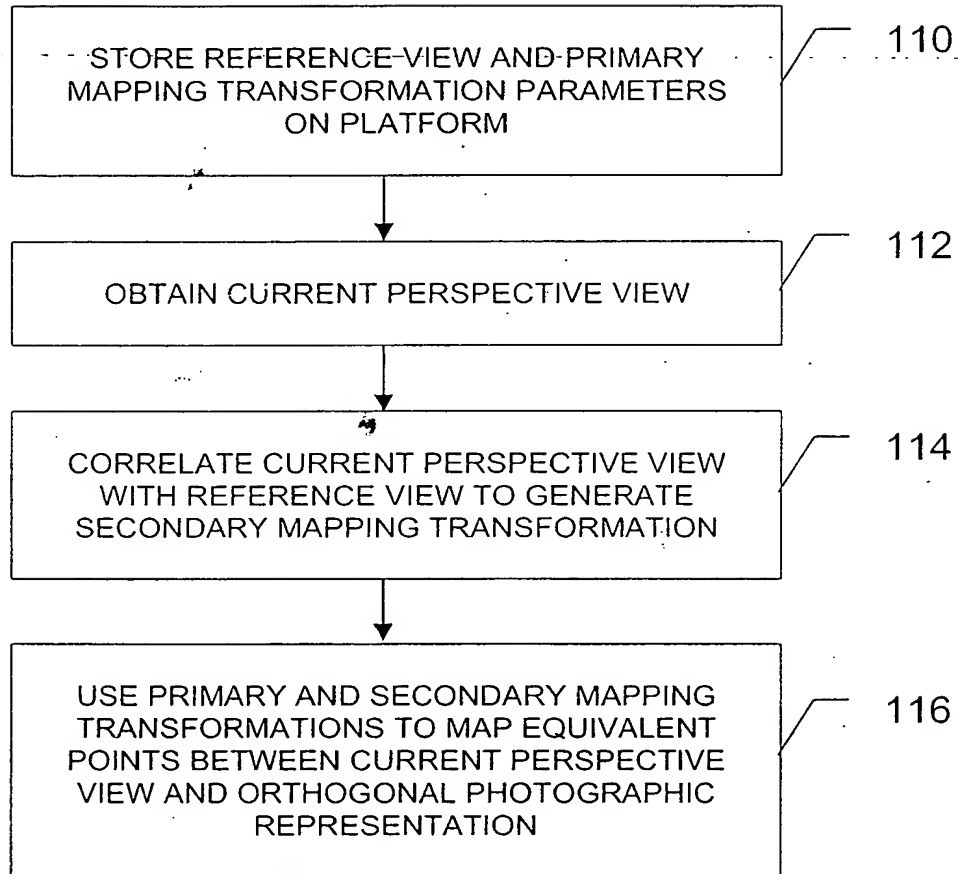 STORE REFERENCE VIEW AND PRIMARY
MAPPING TRANSFORMATION PARAMETERS
ON PLATFORM
110
OBTAIN CURRENT PERSPECTIVE VIEW
112
CORRELATE CURRENT PERSPECTIVE VIEW
WITH REFERENCE VIEW TO GENERATE
SECONDARY MAPPING TRANSFORMATION
114
USE PRIMARY AND SECONDARY MAPPING
TRANSFORMATIONS TO MAP EQUIVALENT
POINTS BETWEEN CURRENT PERSPECTIVE
VIEW AND ORTHOGONAL PHOTOGRAPHIC
REPRESENTATION
116